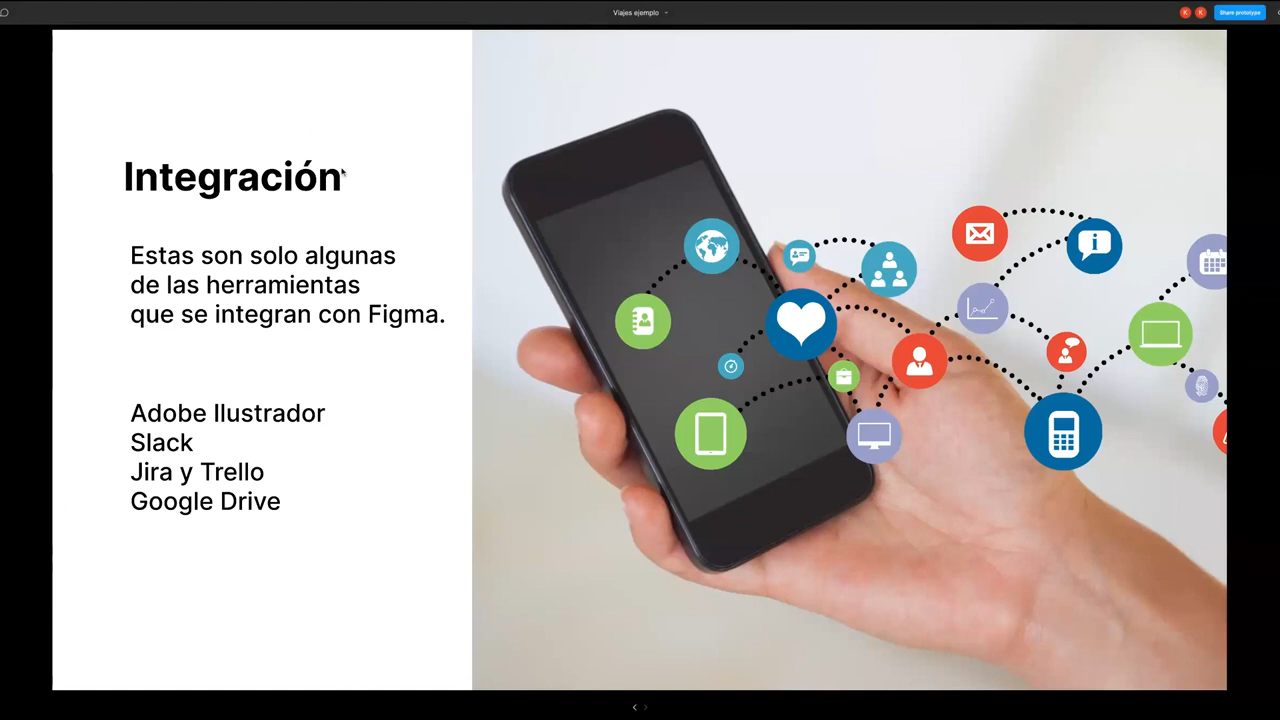 Viajes ejemplo
K
K
Share prototype
Integración
Estas son solo algunas
de las herramientas
que se integran con Figma.
Adobe Ilustrador
Slack
Jira y Trello
Google Drive